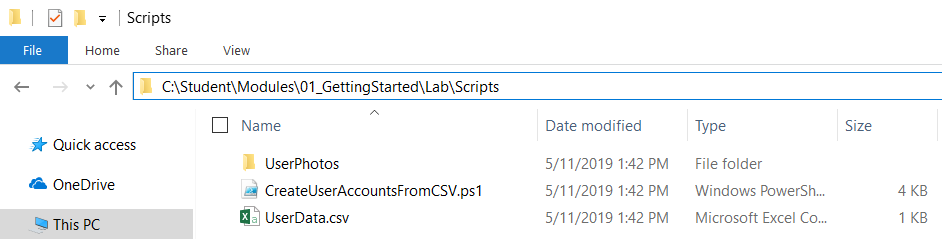 Scripts
File Home Share View
C:\Student\Modules\01_GettingStarted\Lab\Scripts
Name Date modified Type Size
Quick access
UserPhotos 5/11/2019 1:42 PM File folder
OneDrive
CreateUserAccountsFromCSV.ps1 5/11/2019 1:42 PM Windows PowerSh... 4 KB
This PC
UserData.csv 5/11/2019 1:42 PM Microsoft Excel Co... 1 KB